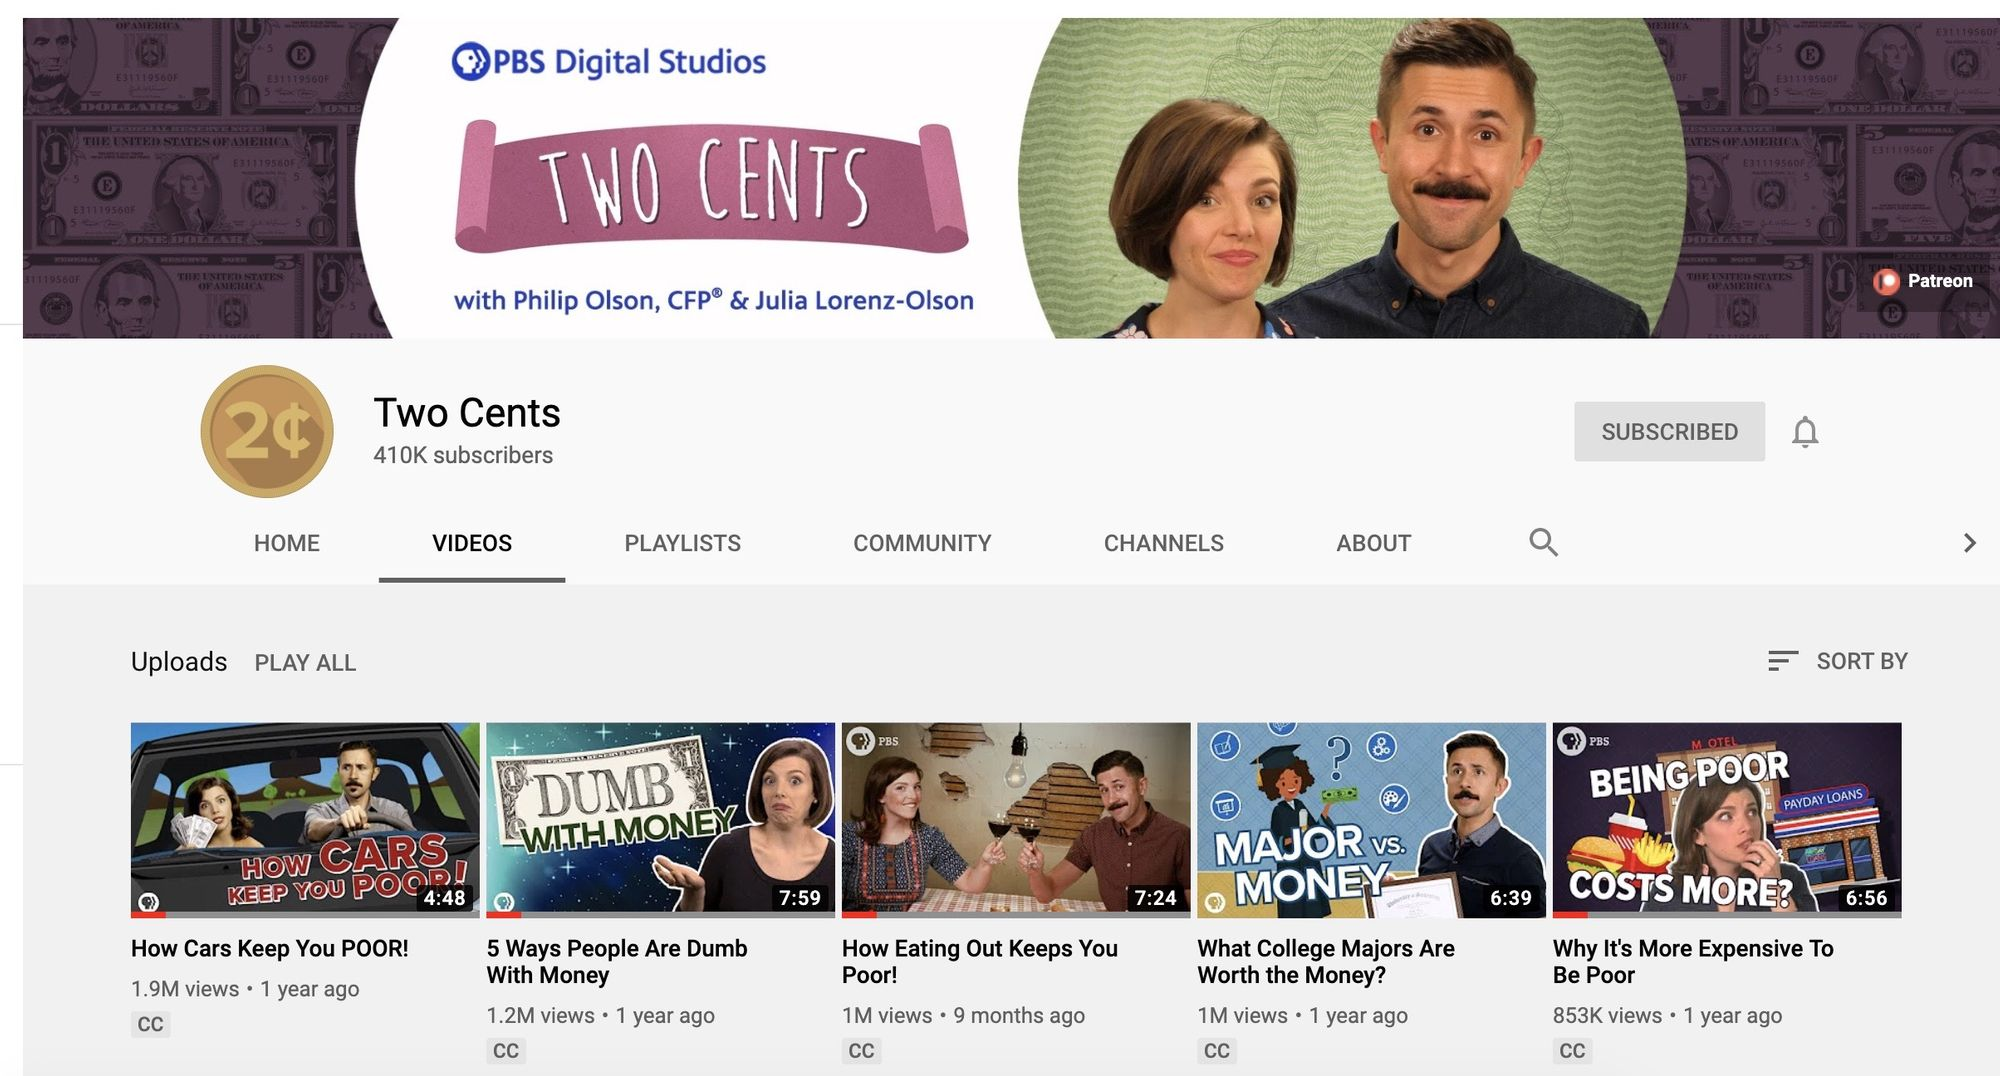 PBS Digital Studios
TWO CENTS
with Philip Olson, CFP® & Julia Lorenz-Olson
Patreon
2¢
Two Cents
410K subscribers
SUBSCRIBED
HOME VIDEOS PLAYLISTS COMMUNITY CHANNELS ABOUT
Uploads PLAY ALL
SORT BY
HOW CARS
KEEP YOU POOR!
4:48
How Cars Keep You POOR!
1.9M views • 1 year ago
CC
DUMB
WITH MONEY
7:59
5 Ways People Are Dumb
With Money
1.2M views • 1 year ago
CC
PBS
7:24
How Eating Out Keeps You
Poor!
1M views • 9 months ago
CC
?
MAJOR VS.
MONEY
6:39
What College Majors Are
Worth the Money?
1M views • 1 year ago
CC
PBS
M OTEL
BEING POOR
PAYDAY LOANS
COSTS MORE?
6:56
Why It's More Expensive To
Be Poor
853K views • 1 year ago
CC